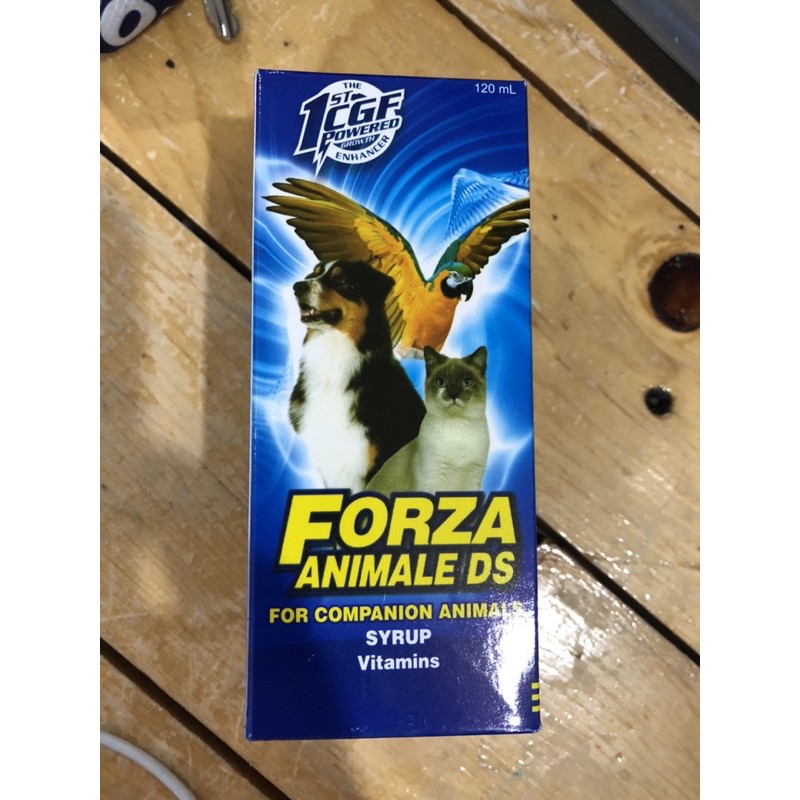 120 mL
THE
1ST CGF
POWERED
GROWTH
ENHANCER
FORZA
ANIMALE DS
FOR COMPANION ANIMALS
SYRUP
Vitamins